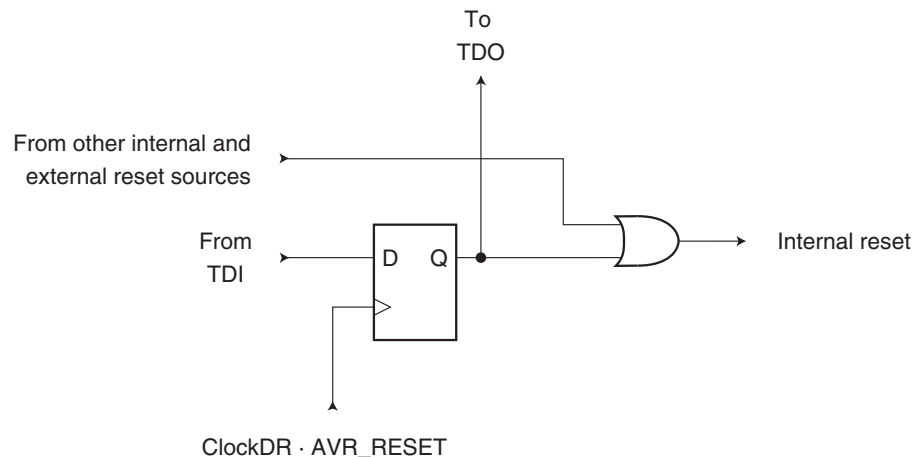 To
TDO
From other internal and
external reset sources
From
TDI
D
Q
Internal reset
ClockDR · AVR_RESET